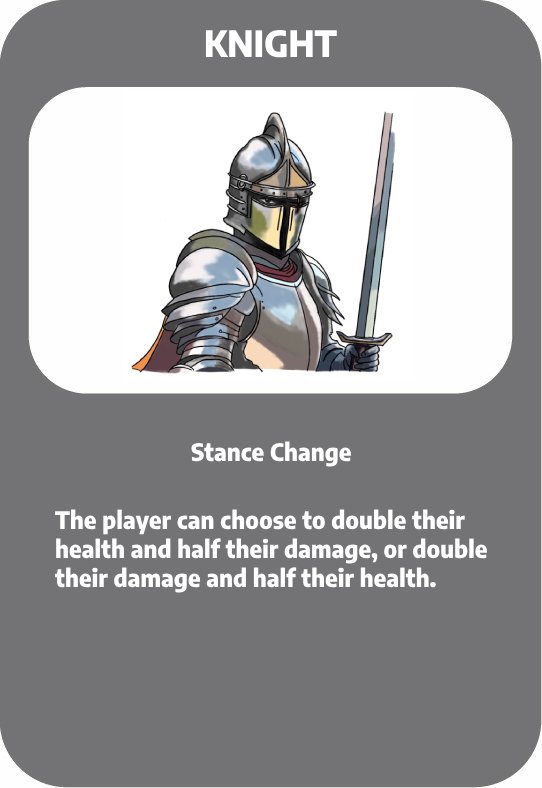 KNIGHT
Stance Change
The player can choose to double their
health and half their damage, or double
their damage and half their health.